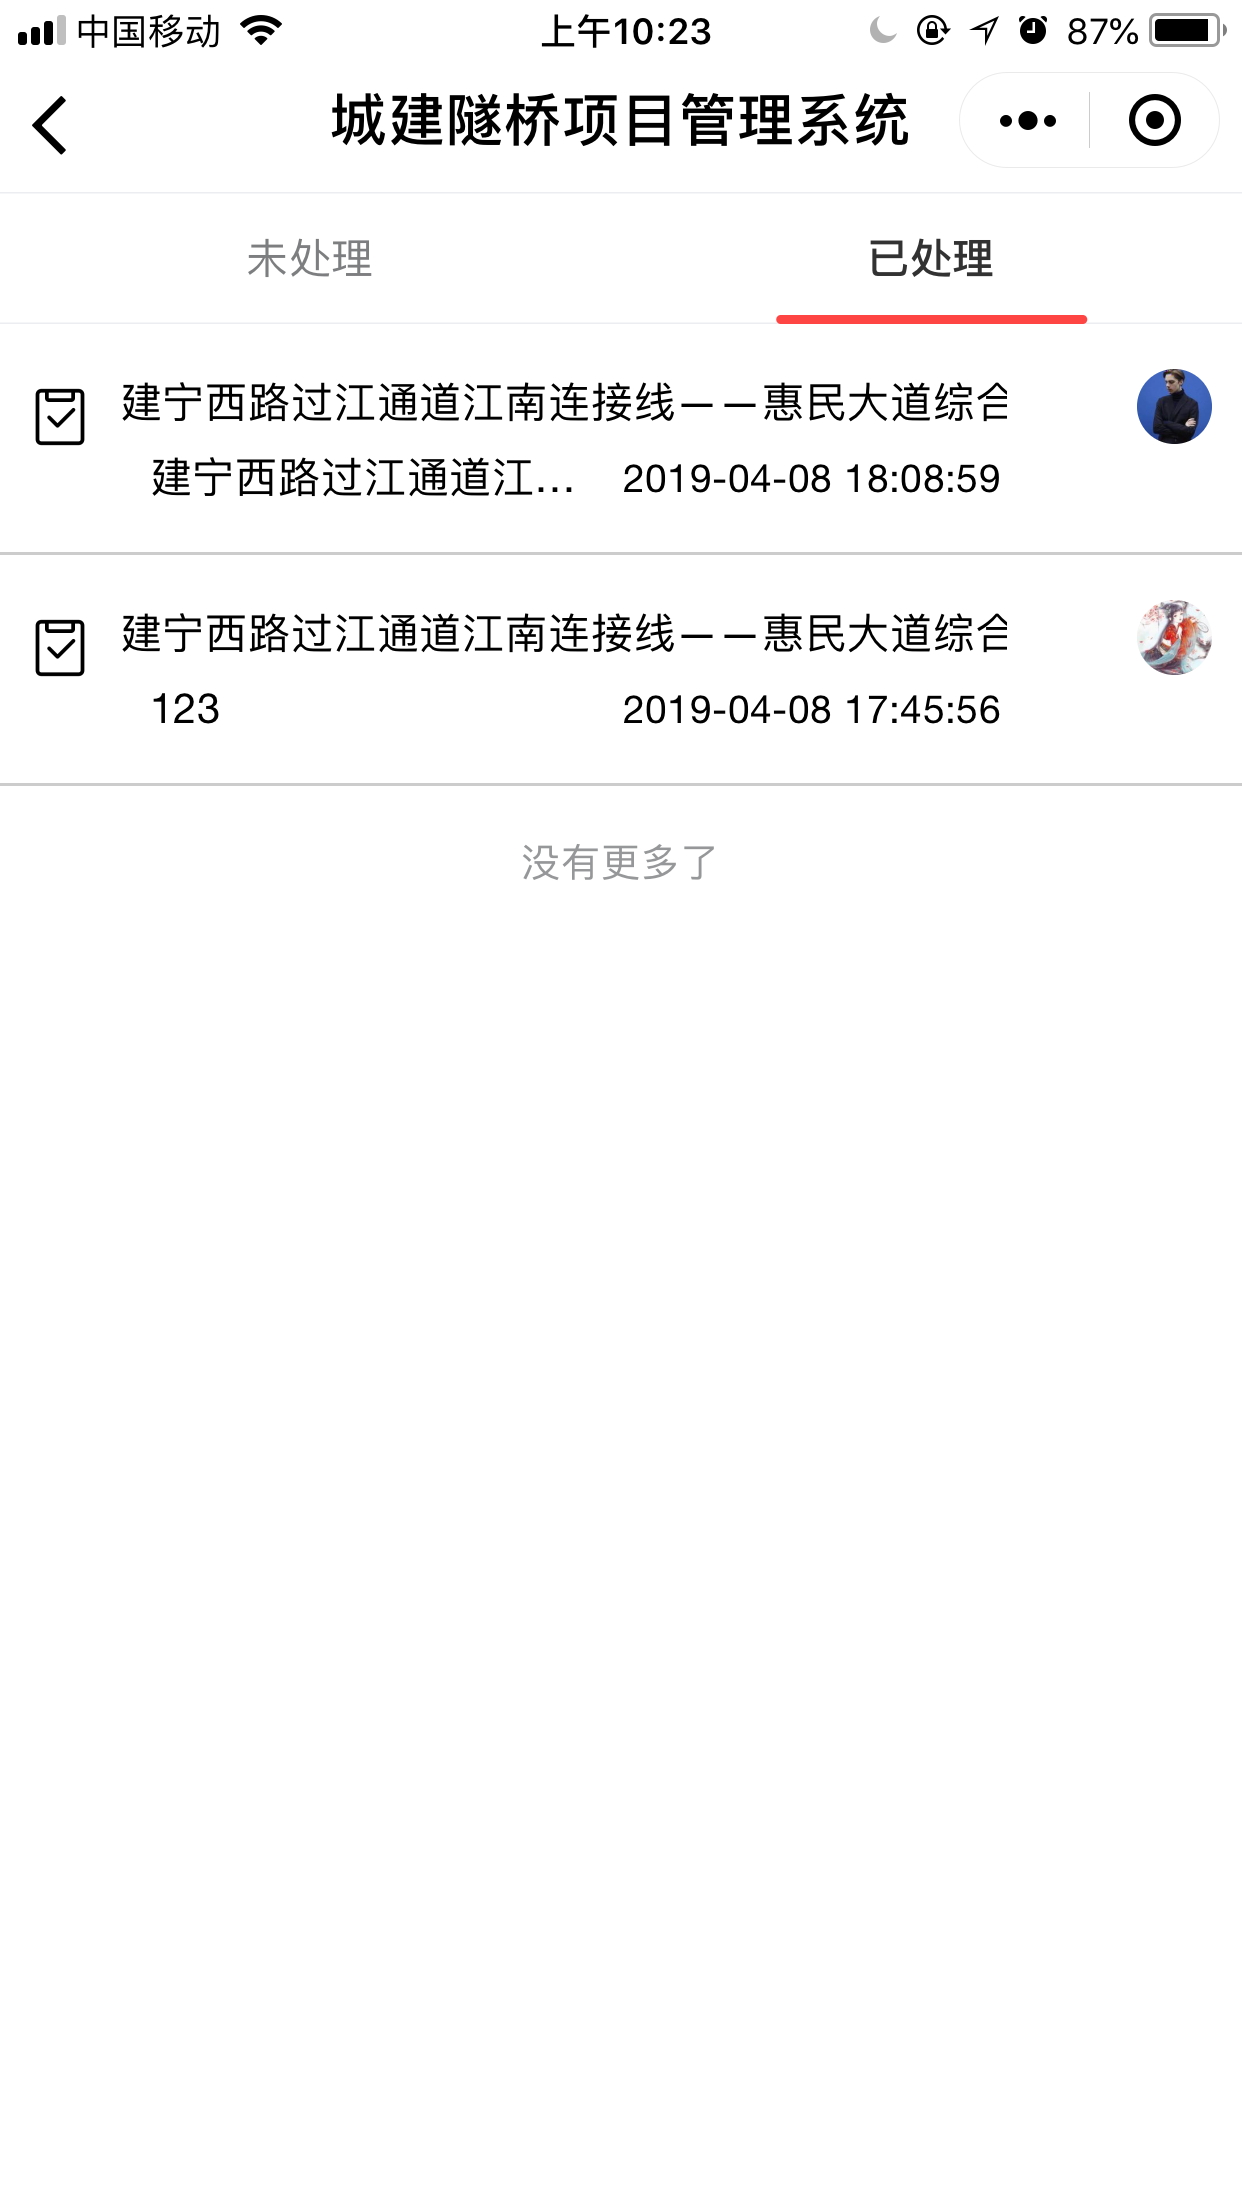 中国移动 上午10:23 87%
城建隧桥项目管理系统
未处理 已处理
建宁西路过江通道江南连接线——惠民大道综合
建宁西路过江通道江... 2019-04-08 18:08:59
建宁西路过江通道江南连接线——惠民大道综合
123 2019-04-08 17:45:56
没有更多了